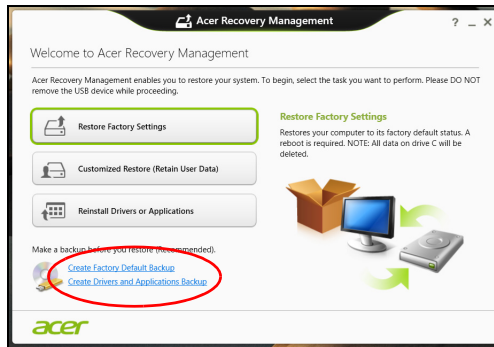 Acer Recovery Management
? _ X
Welcome to Acer Recovery Management
Acer Recovery Management enables you to restore your system. To begin, select the task you want to perform. Please DO NOT
remove the USB device while proceeding.
Restore Factory Settings
Customized Restore (Retain User Data)
Reinstall Drivers or Applications
Restore Factory Settings
Restores your computer to its factory default status. A
reboot is required. NOTE: All data on drive C will be
deleted.
Make a backup before you restore (Recommended).
Create Factory Default Backup
Create Drivers and Applications Backup
acer